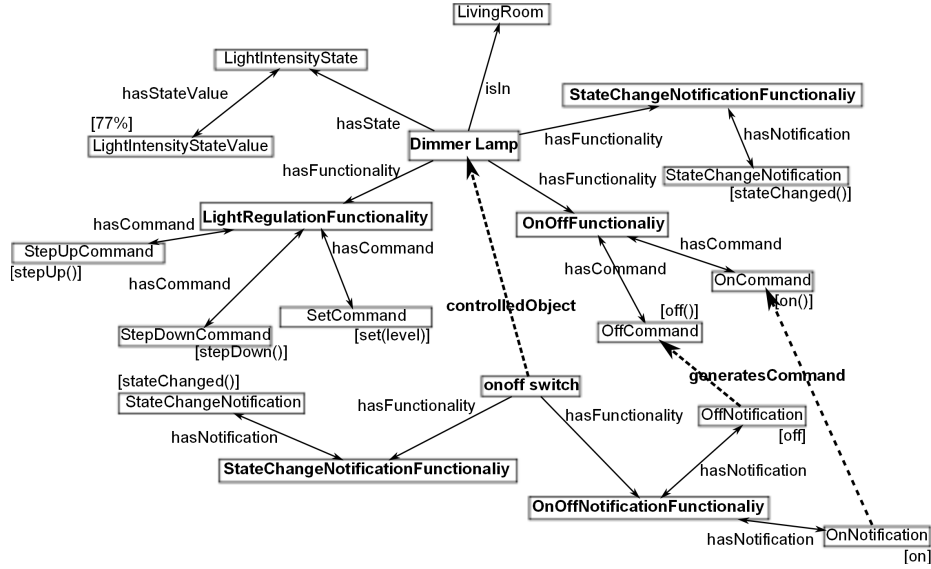 LivingRoom
LightIntensityState
isIn
hasStateValue
StateChangeNotificationFunctionaliy
[77%]
hasState
hasFunctionality
hasNotification
LightIntensityStateValue
Dimmer Lamp
hasFunctionality
hasFunctionality
StateChangeNotification
[stateChanged()]
LightRegulationFunctionality
OnOffFunctionaliy
hasCommand
StepUpCommand
[stepUp()]
hasCommand
hasCommand
hasCommand
hasCommand
OnCommand
[on()]
controlledObject
SetCommand
[set(level)]
[off()]
OffCommand
StepDownCommand
[stepDown()]
[stateChanged()]
StateChangeNotification
onoff switch
generatesCommand
hasFunctionality
hasFunctionality
OffNotification
[off]
hasNotification
StateChangeNotificationFunctionaliy
hasNotification
OnOffNotificationFunctionaliy
hasNotification
OnNotification
[on]